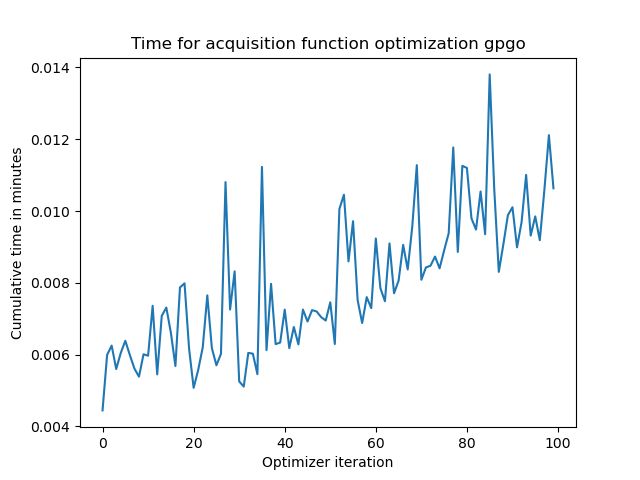 Time for acquisition function optimization gpgo
Cumulative time in minutes
0.014
0.012
0.010
0.008
0.006
0.004
0 20 40 60 80 100
Optimizer iteration